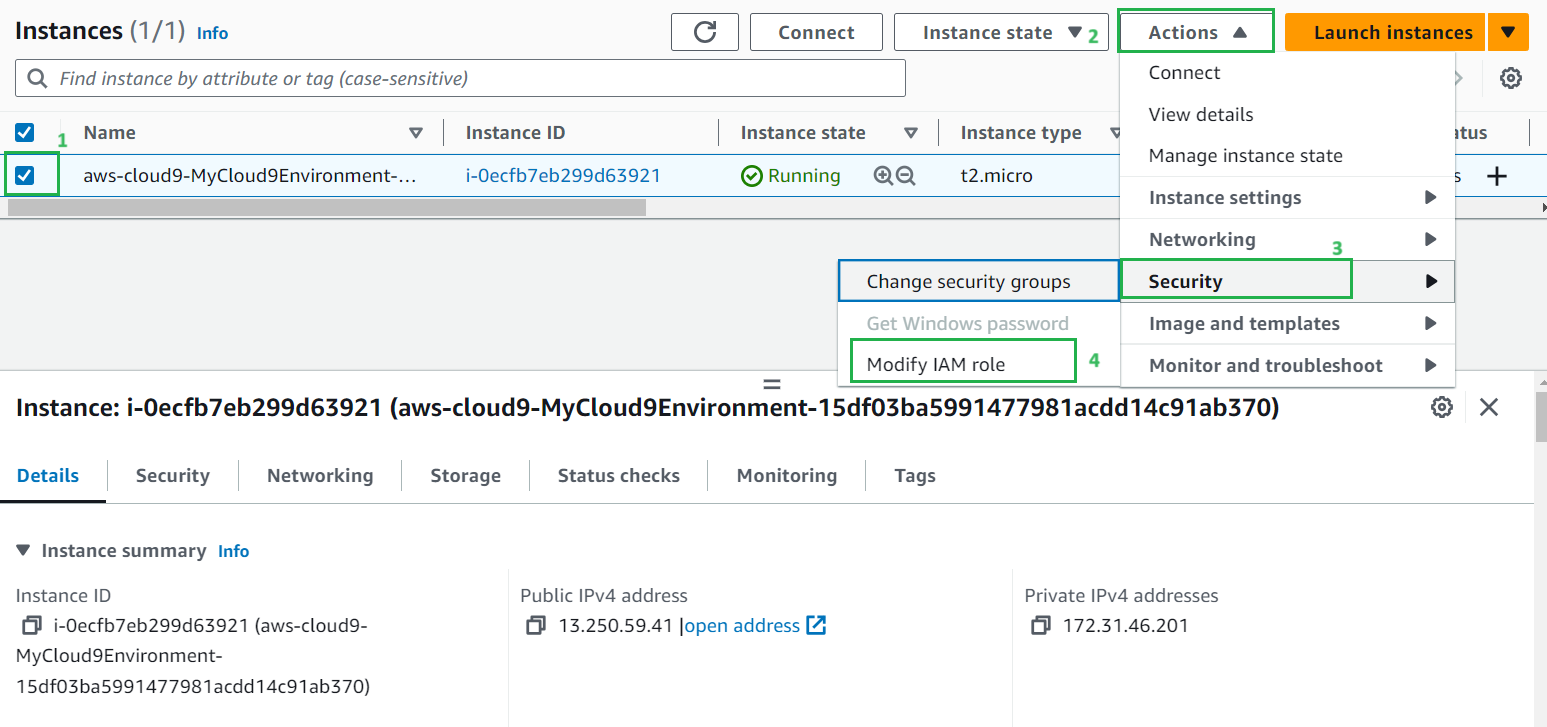 Instances (1/1) Info
Connect
Instance state 2
Actions
Launch instances
Find instance by attribute or tag (case-sensitive)
Connect
View details
Manage instance state
Instance settings
Networking
3
Security
Image and templates
Monitor and troubleshoot
Change security groups
Get Windows password
Modify IAM role 4
1 Name Instance ID Instance state Instance type atus
aws-cloud9-MyCloud9Environment-... i-0ecfb7eb299d63921 Running t2.micro s
Instance: i-0ecfb7eb299d63921 (aws-cloud9-MyCloud9Environment-15df03ba5991477981acdd14c91ab370)
Details Security Networking Storage Status checks Monitoring Tags
Instance summary Info
Instance ID
i-0ecfb7eb299d63921 (aws-cloud9-
MyCloud9Environment-
15df03ba5991477981acdd14c91ab370)
Public IPv4 address
13.250.59.41 |open address
Private IPv4 addresses
172.31.46.201